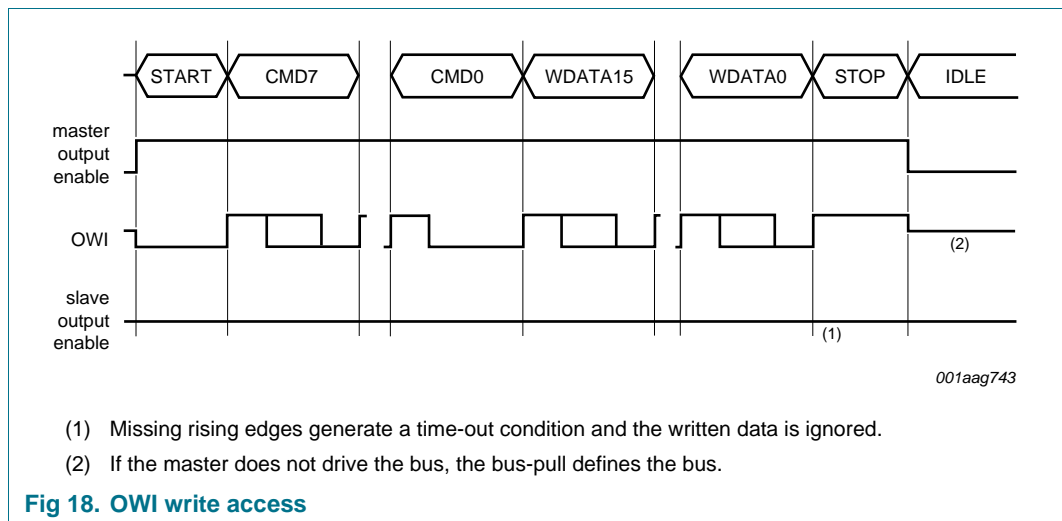 START CMD7 CMD0 WDATA15 WDATA0 STOP IDLE
master
output
enable
OWI
(2)
slave
output
enable
(1)
001aag743
(1) Missing rising edges generate a time-out condition and the written data is ignored.
(2) If the master does not drive the bus, the bus-pull defines the bus.
Fig 18. OWI write access